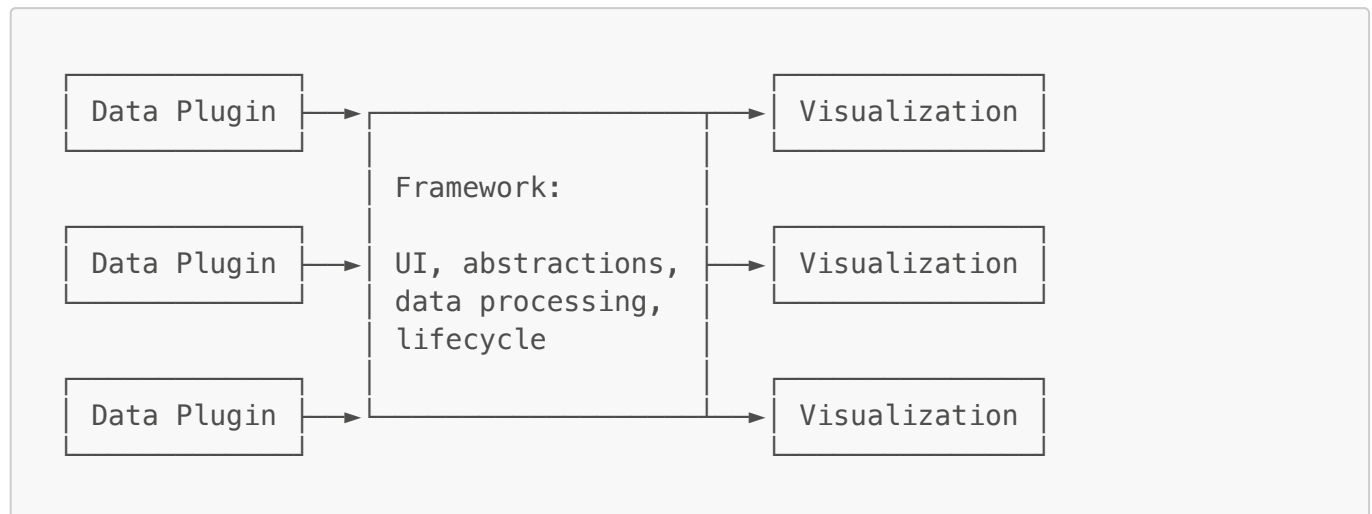 Data Plugin Visualization
Framework:
Data Plugin UI, abstractions, Visualization
data processing,
lifecycle
Data Plugin Visualization